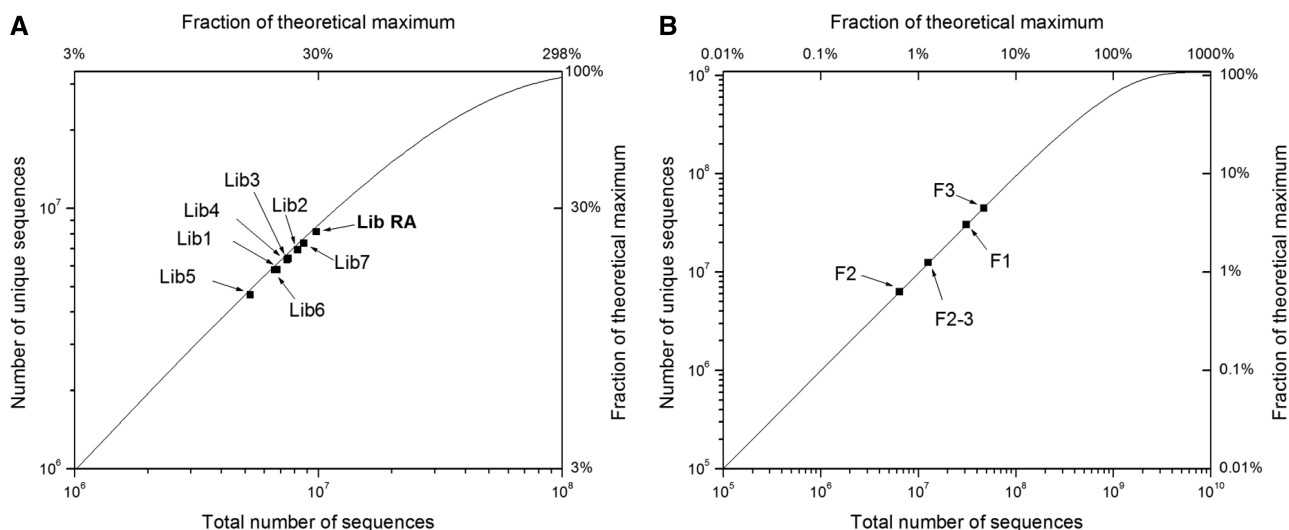 A
Fraction of theoretical maximum
3% 30% 298%
100%
Lib3
Lib2
Lib4
Lib RA
Lib1
Lib7
Lib5
Lib6
10^7
30%
10^6
3%
10^6 10^7 10^8
Number of unique sequences
Fraction of theoretical maximum
Total number of sequences
B
Fraction of theoretical maximum
0.01% 0.1% 1% 10% 100% 1000%
10^9 100%
10^8 10%
F3
F1
10^7 1%
F2
F2-3
10^6 0.1%
10^5 0.01%
10^5 10^6 10^7 10^8 10^9 10^10
Number of unique sequences
Fraction of theoretical maximum
Total number of sequences